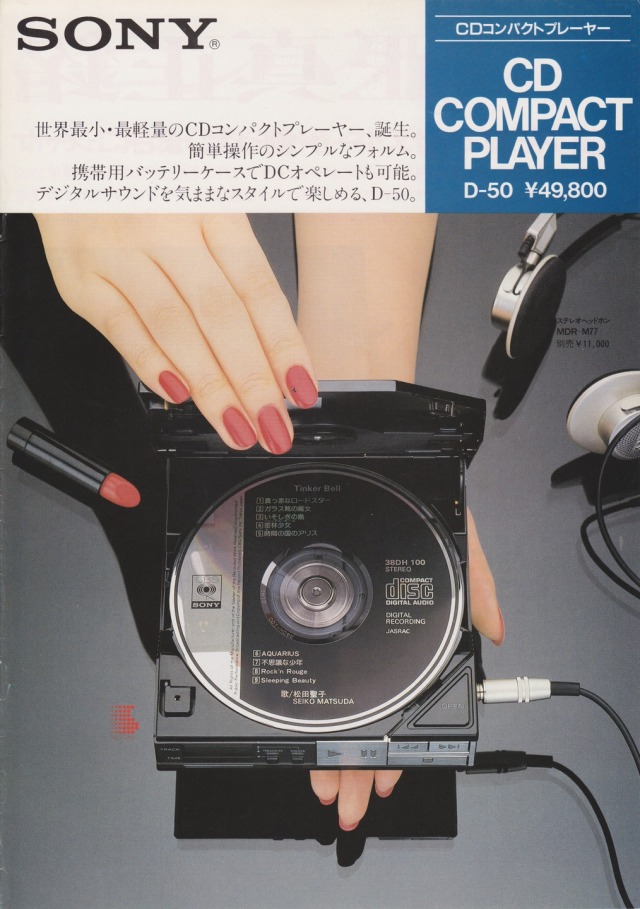 SONY®
CDコンパクトプレーヤー
CD
COMPACT
PLAYER
D-50 ¥49,800
世界最小・最軽量のCDコンパクトプレーヤー、誕生。
簡単操作のシンプルなフォルム。
携帯用バッテリーケースでDCオペレートも可能。
デジタルサウンドを気ままなスタイルで楽しめる、D-50。
ステレオヘッドホン
MDR-M77
別売¥11,000
Tinker Bell
1 真っ赤なロードスター
2 ガラス靴の魔女
3 いそしぎの島
4 密林少女
5 時間の国のアリス
38DH 100
STEREO
COMPACT
disc
DIGITAL AUDIO
DIGITAL
RECORDING
JASRAC
CBS
SONY
6 AQUARIUS
7 不思議な少年
8 Rock'n Rouge
9 Sleeping Beauty
歌/松田聖子
SEIKO MATSUDA
OPEN
TRACK